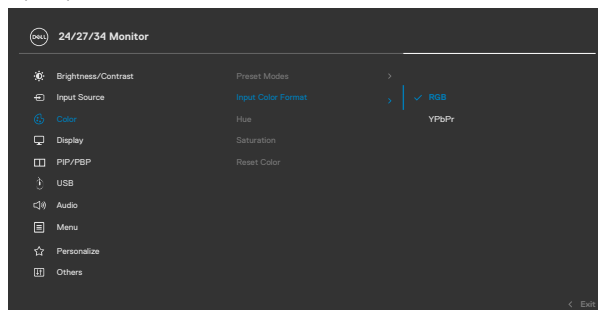 DELL 24/27/34 Monitor
Brightness/Contrast Preset Modes >
Input Source Input Color Format > ✓ RGB
Color Hue YPbPr
Display Saturation
PIP/PBP Reset Color
USB
Audio
Menu
Personalize
Others
< Exit